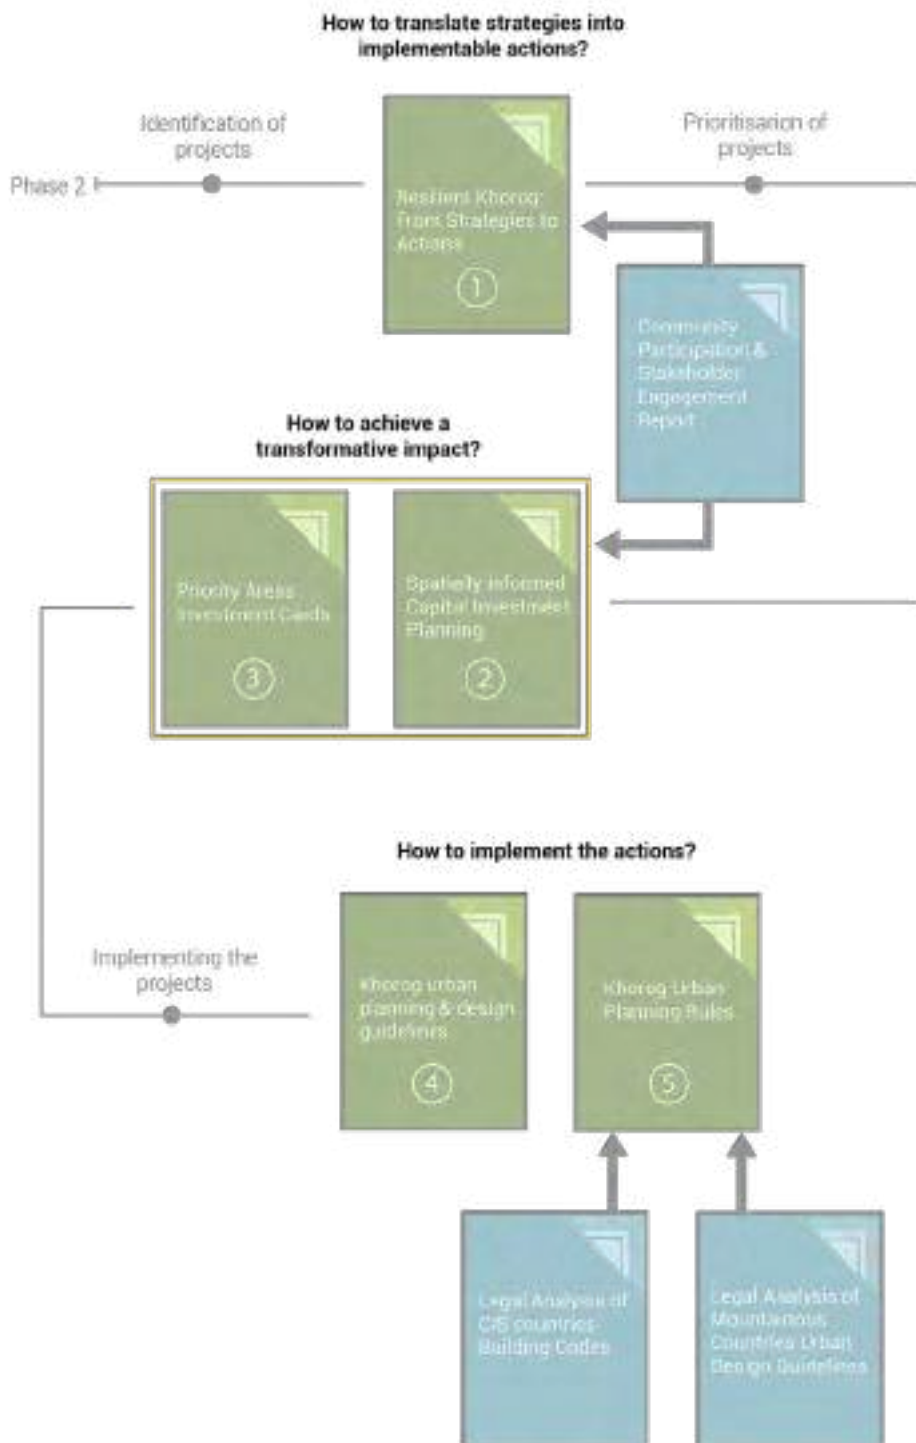 How to translate strategies into
implementable actions?
Identification of
projects
Prioritisarion of
projects
Phase 2
Resilient Khorog:
From Strategies to
Actions
1
Community
Participation &
Stakeholder
Engagement
Report
How to achieve a
transformative impact?
Priority Areas
Investment Cards
3
Spatially informed
Capital Investment
Planning
2
How to implement the actions?
Implementing the
projects
Khorog urban
planning & design
guidelines
4
Khorog Urban
Planning Rules
5
Legal Analysis of
CIS countries
Building Codes
Legal Analysis of
Mountainous
Countries Urban
Design Guidelines